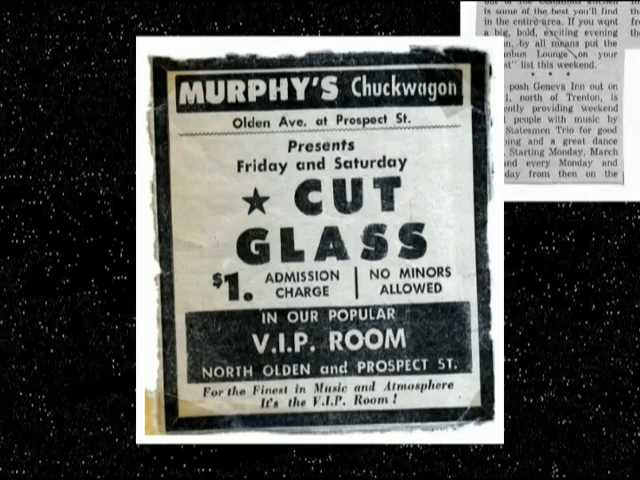 MURPHY'S Chuckwagon
Olden Ave. at Prospect St.
Presents
Friday and Saturday
★ CUT
GLASS
$1. ADMISSION CHARGE
NO MINORS ALLOWED
IN OUR POPULAR
V.I.P. ROOM
NORTH OLDEN and PROSPECT ST.
For the Finest in Music and Atmosphere
It's the V.I.P. Room!
is some of the best you'll find
in the entire area. If you want
a big, bold, exciting evening
by all means put the
Lounge on your
list this weekend.
* * *
posh Geneva Inn out on
north of Trenton, is
providing weekend
people with music by
Statesmen Trio for good
and a great dance
Starting Monday, March
every Monday and
from then on the